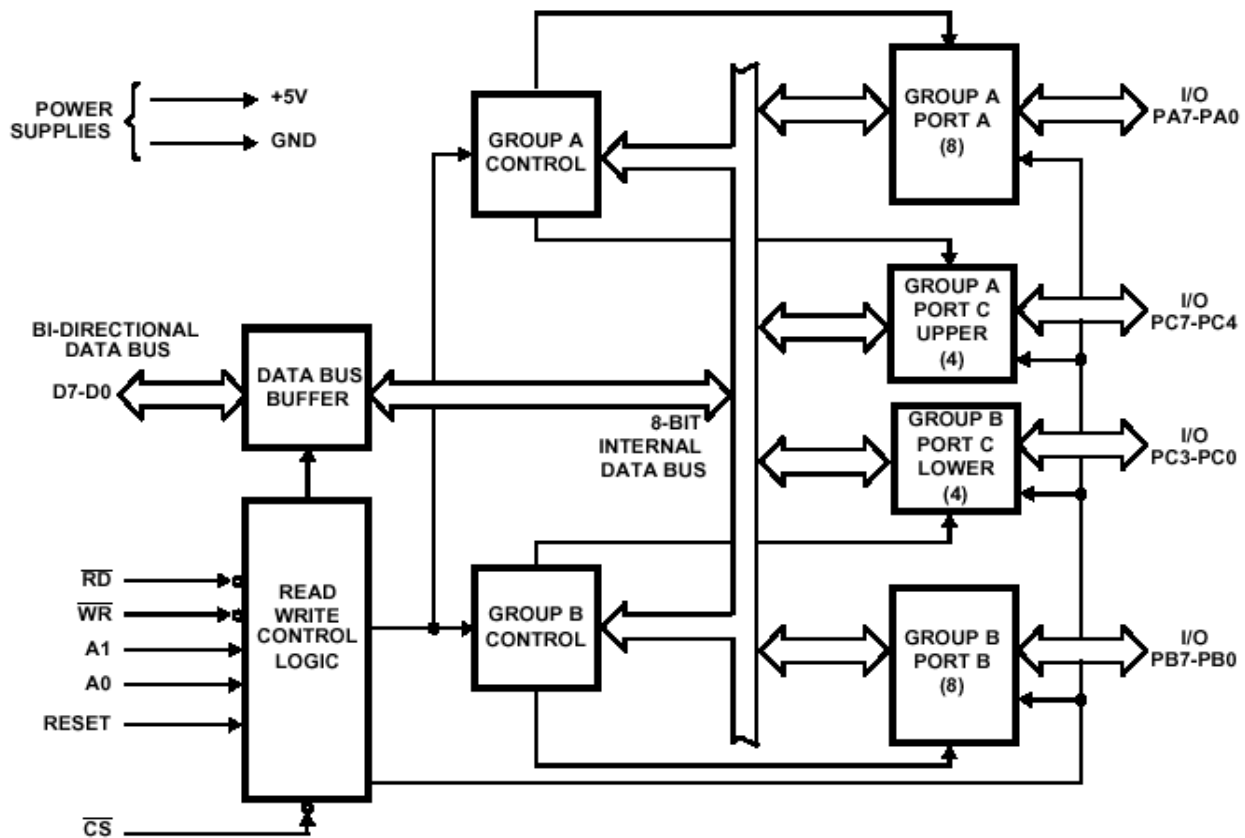 POWER
SUPPLIES
+5V
GND
GROUP A
CONTROL
GROUP A
PORT A
(8)
I/O
PA7-PA0
GROUP A
PORT C
UPPER
(4)
I/O
PC7-PC4
BI-DIRECTIONAL
DATA BUS
D7-D0
DATA BUS
BUFFER
8-BIT
INTERNAL
DATA BUS
GROUP B
PORT C
LOWER
(4)
I/O
PC3-PC0
RD
WR
A1
A0
RESET
CS
READ
WRITE
CONTROL
LOGIC
GROUP B
CONTROL
GROUP B
PORT B
(8)
I/O
PB7-PB0